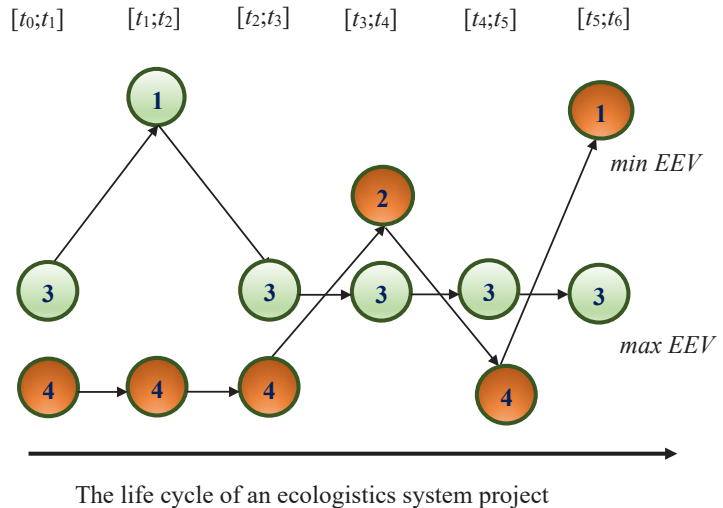 [t₀;t₁] [t₁;t₂] [t₂;t₃] [t₃;t₄] [t₄;t₅] [t₅;t₆]
1 1
min EEV
2
3 3 3 3 3
max EEV
4 4 4 4
The life cycle of an ecologistics system project